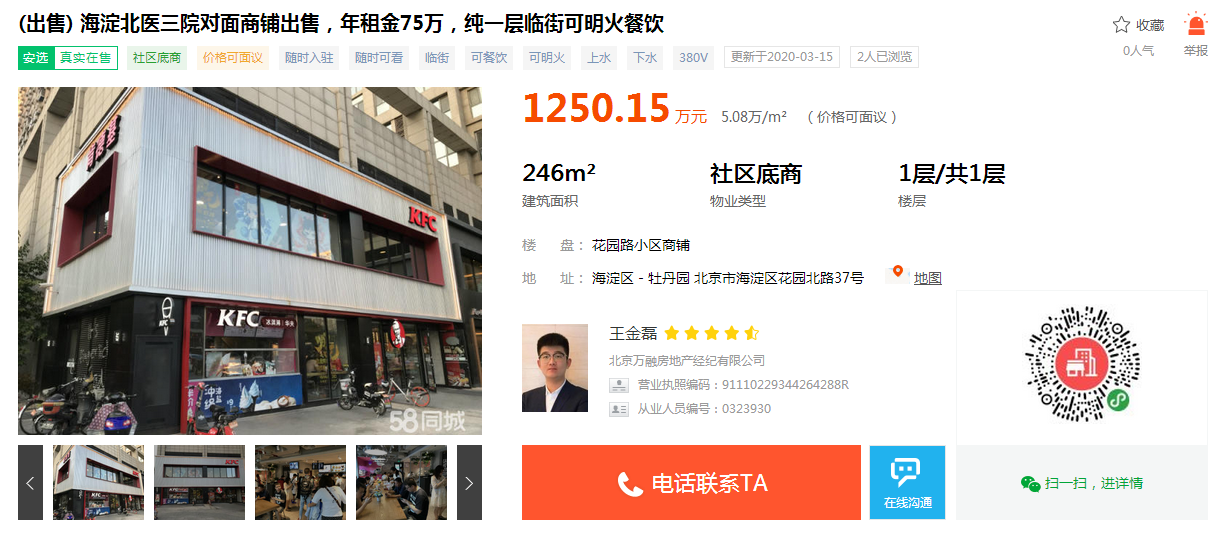 (出售) 海淀北医三院对面商铺出售，年租金75万，纯一层临街可明火餐饮
收藏
0人气
举报
安选 真实在售 社区底商 价格可面议 随时入驻 随时可看 临街 可餐饮 可明火 上水 下水 380V 更新于2020-03-15 2人已浏览
KFC
KFC
KFC
冰淇淋
58同城
1250.15 万元 5.08万/m² （价格可面议）
246m² 社区底商 1层/共1层
建筑面积 物业类型 楼层
楼 盘： 花园路小区商铺
地 址： 海淀区 - 牡丹园 北京市海淀区花园北路37号 地图
王金磊
北京万融房地产经纪有限公司
营业执照编码：91110229344264288R
从业人员编号：0323930
电话联系TA
在线沟通
扫一扫，进详情